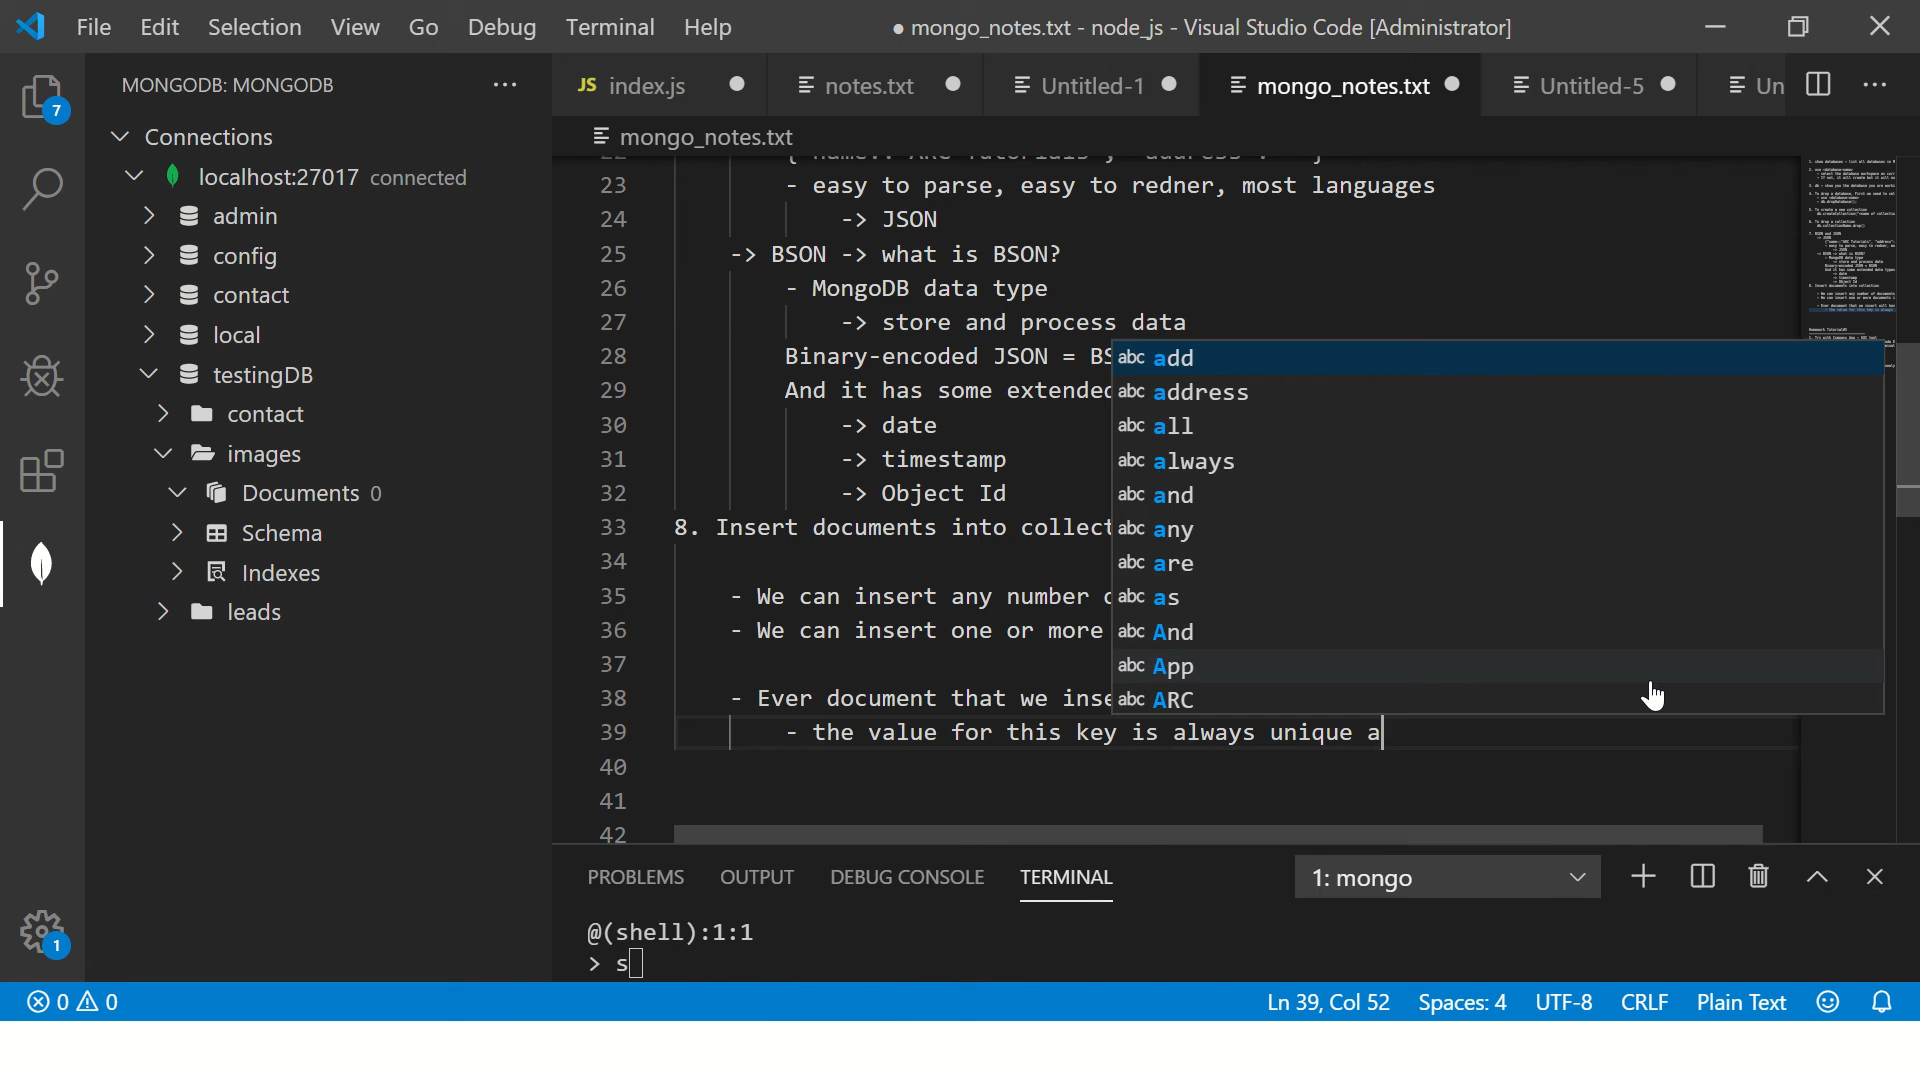 File Edit Selection View Go Debug Terminal Help
● mongo_notes.txt - node_js - Visual Studio Code [Administrator]
MONGODB: MONGODB ...
JS index.js
notes.txt
Untitled-1
mongo_notes.txt
Untitled-5
Un
mongo_notes.txt
7
Connections
localhost:27017 connected
admin
config
contact
local
testingDB
contact
images
Documents 0
Schema
Indexes
leads
1
23 - easy to parse, easy to redner, most languages
24 -> JSON
25 -> BSON -> what is BSON?
26 - MongoDB data type
27 -> store and process data
28 Binary-encoded JSON = BS
29 And it has some extended
30 -> date
31 -> timestamp
32 -> Object Id
33 8. Insert documents into collect
34
35 - We can insert any number
36 - We can insert one or more
37
38 - Ever document that we inse
39 - the value for this key is always unique a
40
41
42
abc add
abc address
abc all
abc always
abc and
abc any
abc are
abc as
abc And
abc App
abc ARC
PROBLEMS OUTPUT DEBUG CONSOLE TERMINAL
1: mongo
@(shell):1:1
> s
0 0
Ln 39, Col 52 Spaces: 4 UTF-8 CRLF Plain Text